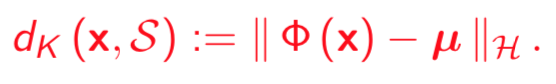 d_K (x, 𝒮) := ‖ Φ (x) − μ ‖_ℋ .